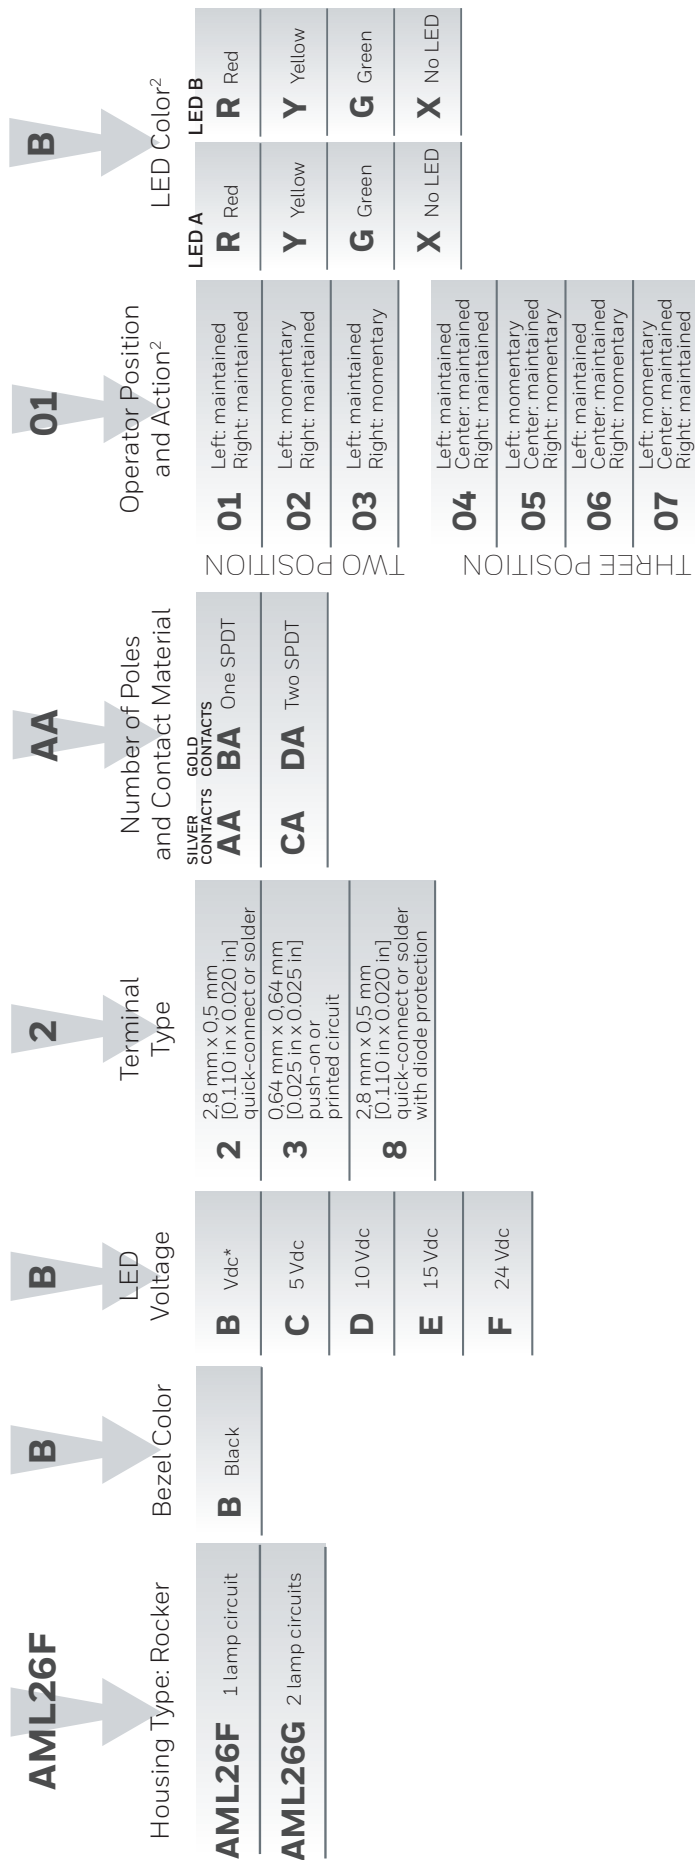 AML26F
Housing Type: Rocker
AML26F 1 lamp circuit
AML26G 2 lamp circuits
B
Bezel Color
B Black
B
LED
Voltage
B Vdc*
C 5 Vdc
D 10 Vdc
E 15 Vdc
F 24 Vdc
2
Terminal
Type
2 2,8 mm x 0,5 mm
[0.110 in x 0.020 in]
quick-connect or solder
3 0,64 mm x 0,64 mm
[0.025 in x 0.025 in]
push-on or
printed circuit
8 2,8 mm x 0,5 mm
[0.110 in x 0.020 in]
quick-connect or solder
with diode protection
AA
Number of Poles
and Contact Material
SILVER CONTACTS
GOLD CONTACTS
AA BA One SPDT
CA DA Two SPDT
01
Operator Position
and Action²
TWO POSITION
01 Left: maintained
Right: maintained
02 Left: momentary
Right: maintained
03 Left: maintained
Right: momentary
THREE POSITION
04 Left: maintained
Center: maintained
Right: maintained
05 Left: momentary
Center: maintained
Right: momentary
06 Left: maintained
Center: maintained
Right: momentary
07 Left: momentary
Center: maintained
Right: maintained
B
LED Color²
LED A
R Red
Y Yellow
G Green
X No LED
LED B
R Red
Y Yellow
G Green
X No LED